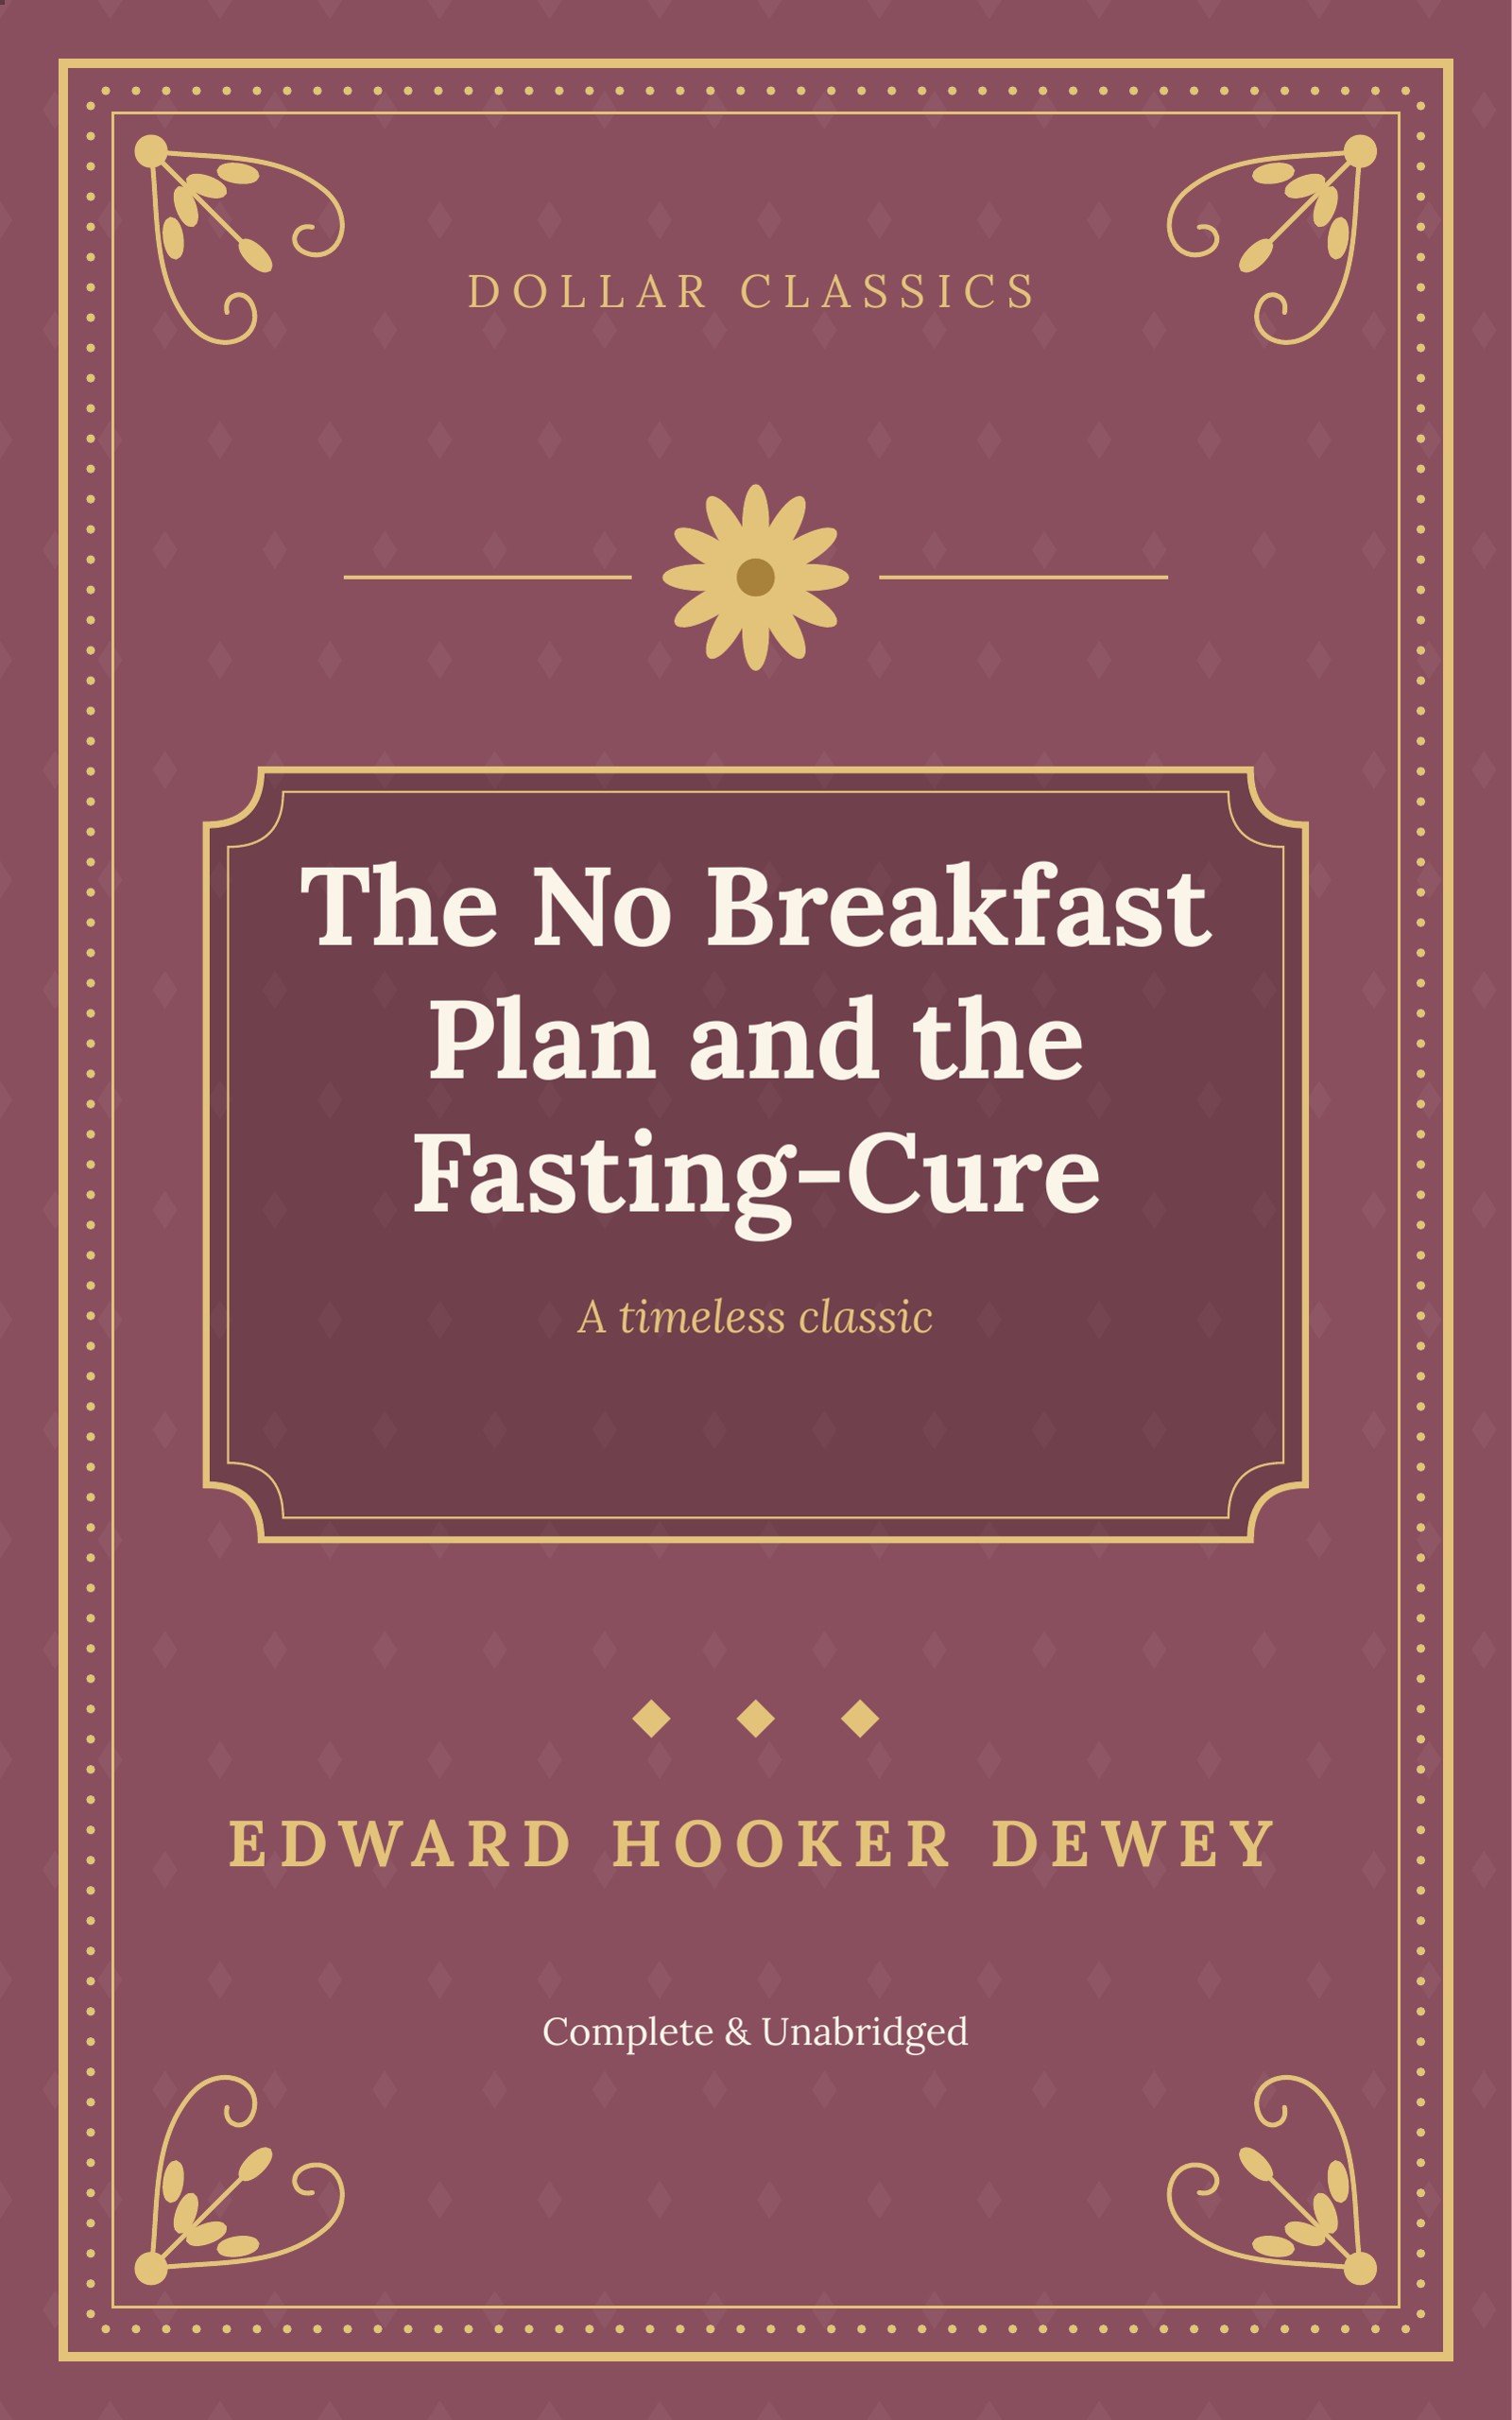 DOLLAR CLASSICS
The No Breakfast
Plan and the
Fasting-Cure
A timeless classic
EDWARD HOOKER DEWEY
Complete & Unabridged